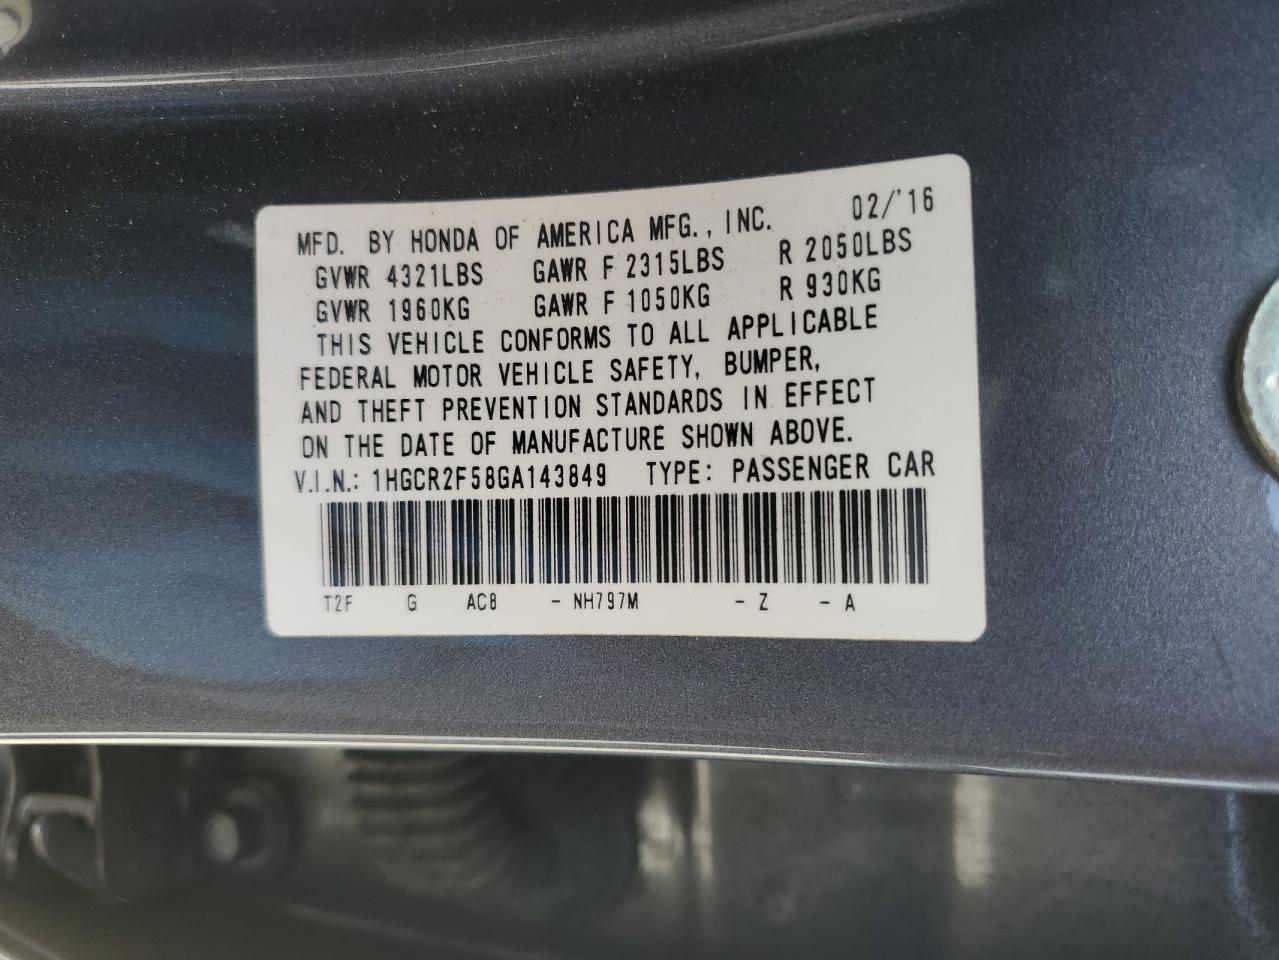 02/'16
MFD. BY HONDA OF AMERICA MFG., INC.
GVWR 4321LBS GAWR F 2315LBS R 2050LBS
GVWR 1960KG GAWR F 1050KG R 930KG
THIS VEHICLE CONFORMS TO ALL APPLICABLE
FEDERAL MOTOR VEHICLE SAFETY, BUMPER,
AND THEFT PREVENTION STANDARDS IN EFFECT
ON THE DATE OF MANUFACTURE SHOWN ABOVE.
V.I.N.: 1HGCR2F58GA143849 TYPE: PASSENGER CAR
T2F G AC8 - NH797M - Z - A